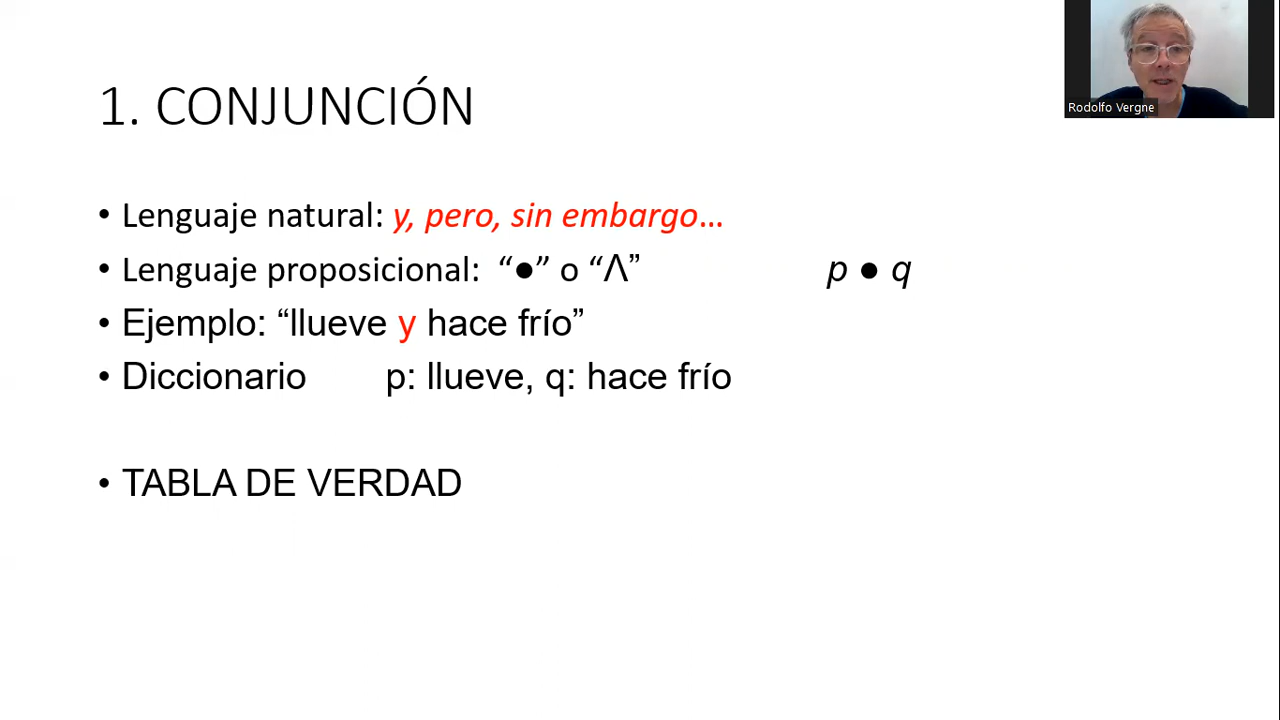 1. CONJUNCIÓN
Rodolfo Vergne
• Lenguaje natural: y, pero, sin embargo…
• Lenguaje proposicional: “●” o “Λ” p ● q
• Ejemplo: “llueve y hace frío”
• Diccionario p: llueve, q: hace frío
• TABLA DE VERDAD